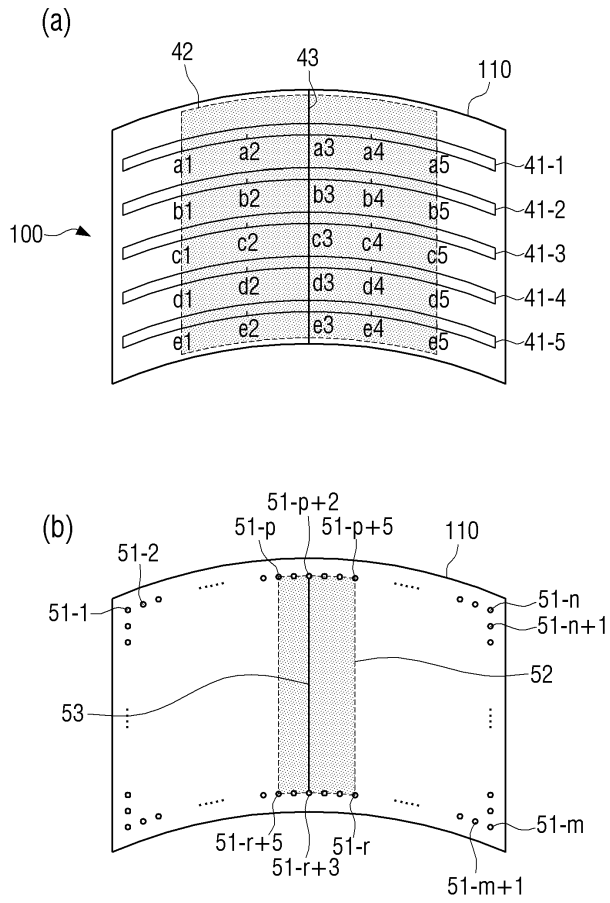 (a)
42
43
110
a1 a2 a3 a4 a5 41-1
b1 b2 b3 b4 b5 41-2
100 c1 c2 c3 c4 c5 41-3
d1 d2 d3 d4 d5 41-4
e1 e2 e3 e4 e5 41-5
(b)
51-p+2
51-p 51-p+5
110
51-2
51-1
.....
.....
51-n
51-n+1
52
53
.....
.....
51-r+5
51-r+3
51-r
51-m
51-m+1